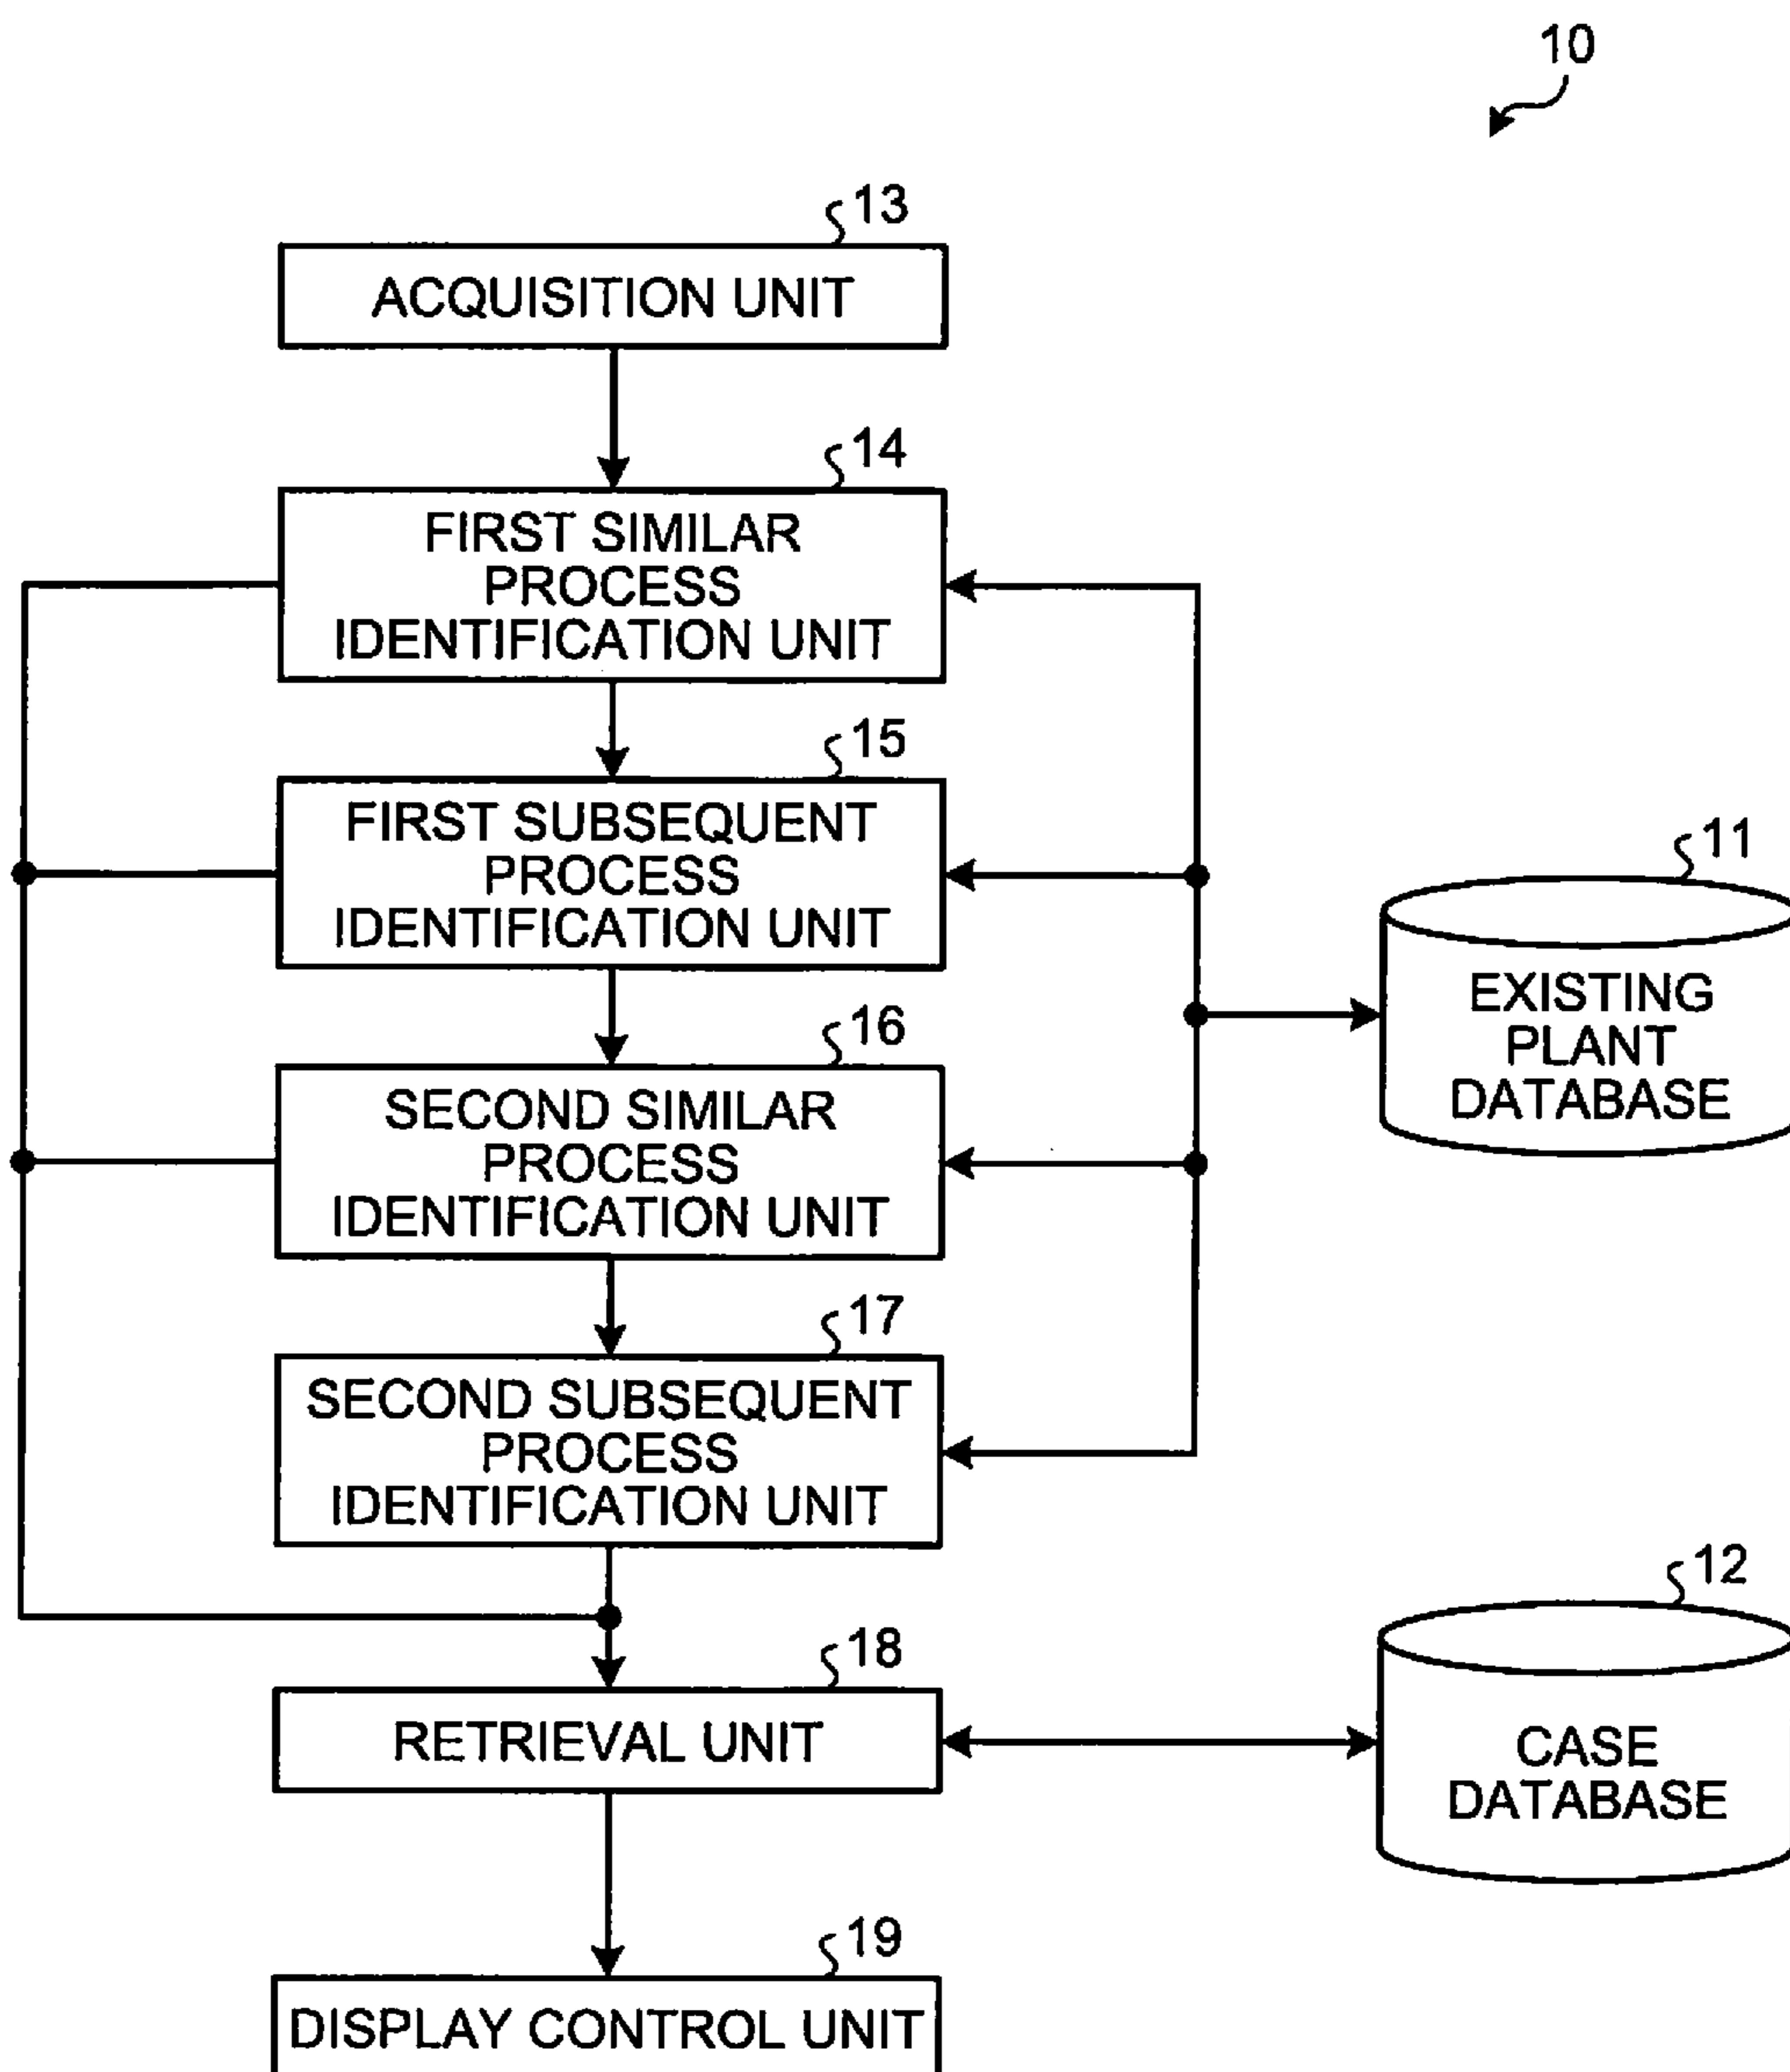 10
13
ACQUISITION UNIT
14
FIRST SIMILAR
PROCESS
IDENTIFICATION UNIT
15
FIRST SUBSEQUENT
PROCESS
IDENTIFICATION UNIT
11
EXISTING
PLANT
DATABASE
16
SECOND SIMILAR
PROCESS
IDENTIFICATION UNIT
17
SECOND SUBSEQUENT
PROCESS
IDENTIFICATION UNIT
12
CASE
DATABASE
18
RETRIEVAL UNIT
19
DISPLAY CONTROL UNIT